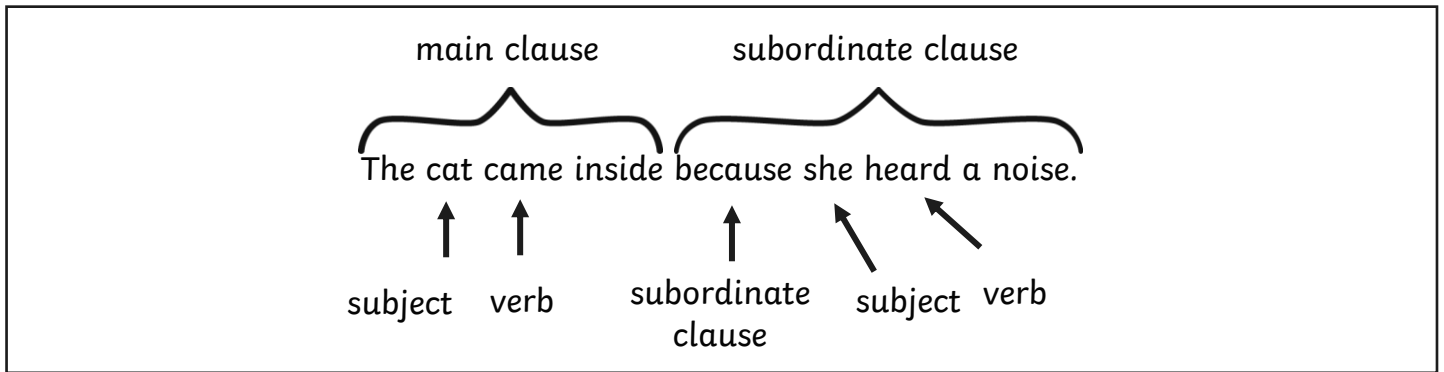 main clause subordinate clause
The cat came inside because she heard a noise.
subject verb subordinate clause subject verb